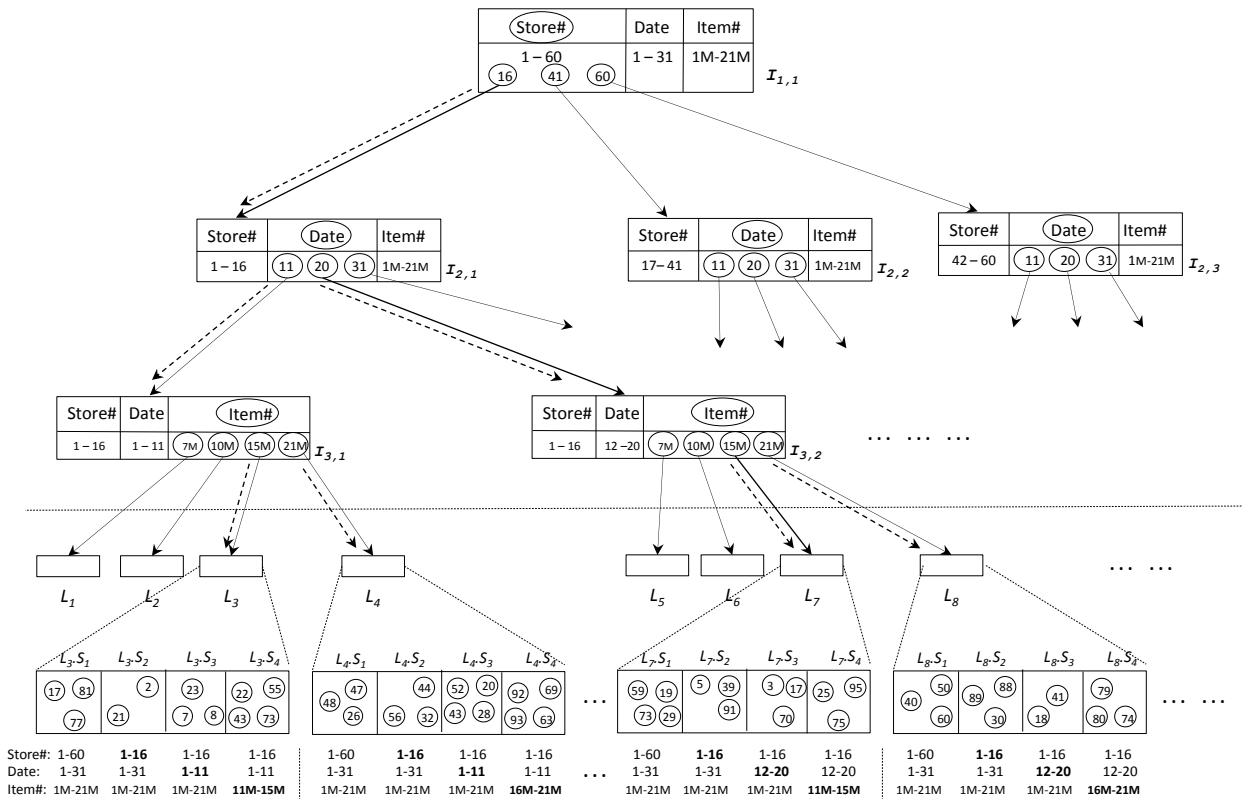 Store# Date Item#
1 – 60 1 – 31 1M-21M
16 41 60
I1,1
Store# Date Item#
1 – 16 11 20 31 1M-21M
I2,1
Store# Date Item#
17– 41 11 20 31 1M-21M
I2,2
Store# Date Item#
42 – 60 11 20 31 1M-21M
I2,3
Store# Date Item#
1 – 16 1 – 11 7M 10M 15M 21M
I3,1
Store# Date Item#
1 – 16 12 –20 7M 10M 15M 21M
I3,2
... ... ...
L1 L2 L3 L4 L5 L6 L7 L8
... ...
L3.S1 L3.S2 L3.S3 L3.S4
17 81 77
2 21
23 7 8
22 55 43 73
L4.S1 L4.S2 L4.S3 L4.S4
47 48 26
44 56 32
52 20 43 28
92 69 93 63
...
L7.S1 L7.S2 L7.S3 L7.S4
59 19 73 29
5 39 91
3 17 70
25 95 75
L8.S1 L8.S2 L8.S3 L8.S4
50 40 60
88 89 30
41 18
79 80 74
... ...
Store#: 1-60 1-16 1-16 1-16 1-60 1-16 1-16 1-16 1-60 1-16 1-16 1-16 1-60 1-16 1-16 1-16
Date: 1-31 1-31 1-11 1-11 1-31 1-31 1-11 1-11 ... 1-31 1-31 12-20 12-20 1-31 1-31 12-20 12-20
Item#: 1M-21M 1M-21M 1M-21M 11M-15M 1M-21M 1M-21M 1M-21M 16M-21M 1M-21M 1M-21M 1M-21M 11M-15M 1M-21M 1M-21M 1M-21M 16M-21M